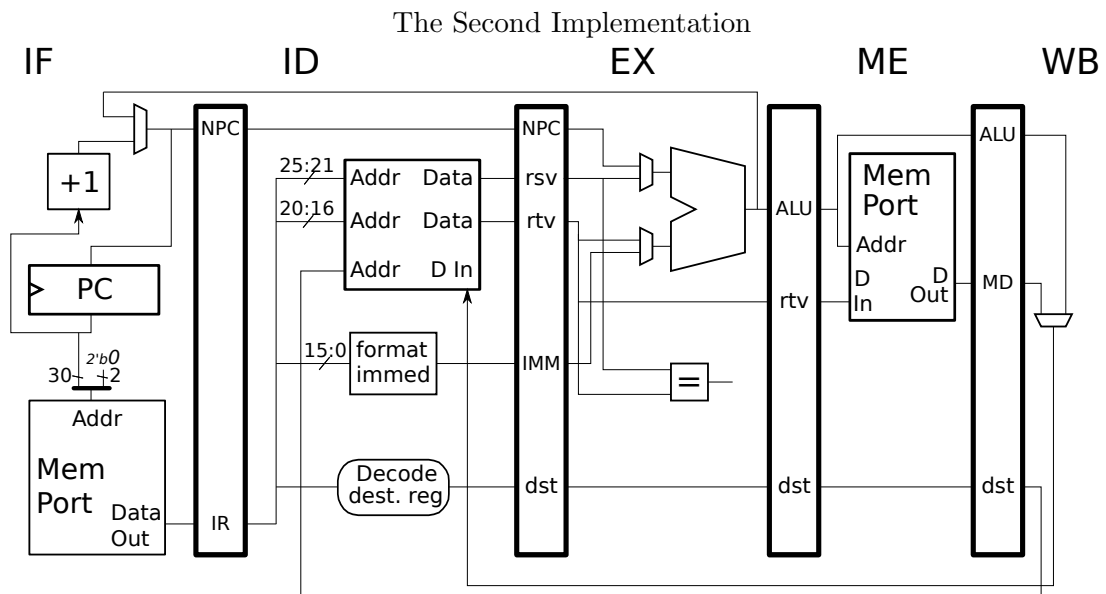 The Second Implementation
IF
ID
EX
ME
WB
NPC
+1
PC
30
2'b0
2
Addr
Mem
Port
Data
Out
IR
25:21
20:16
Addr
Data
Addr
Data
Addr
D In
15:0
format
immed
Decode
dest. reg
NPC
rsv
rtv
IMM
dst
=
ALU
rtv
dst
Mem
Port
Addr
D
In
D
Out
ALU
MD
dst